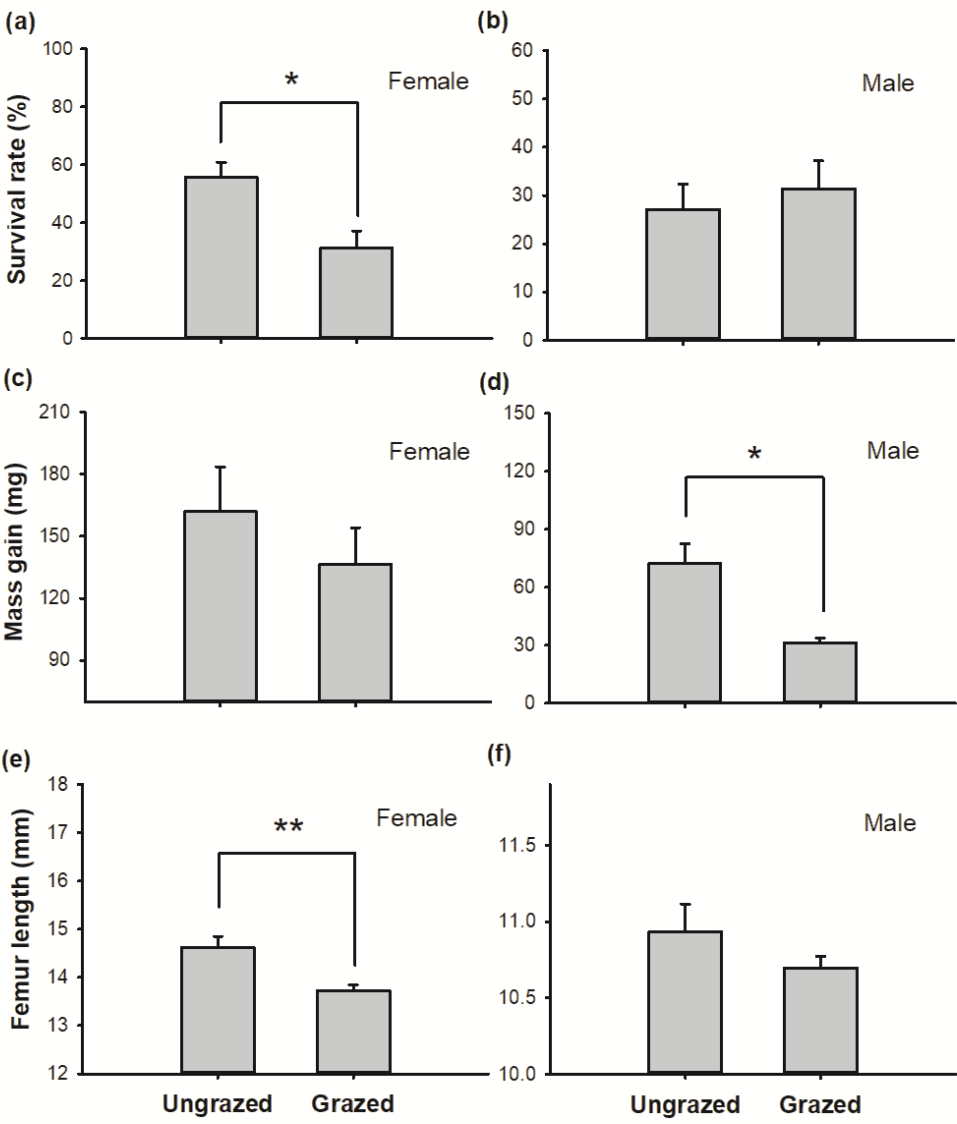 (a)
(b)
Survival rate (%)
100
80
60
40
20
0
*
Female
60
50
40
30
20
10
0
Male
(c)
(d)
Mass gain (mg)
210
180
150
120
90
Female
150
120
90
60
30
0
*
Male
(e)
(f)
Femur length (mm)
18
17
16
15
14
13
12
**
Female
11.5
11.0
10.5
10.0
Male
Ungrazed Grazed
Ungrazed Grazed